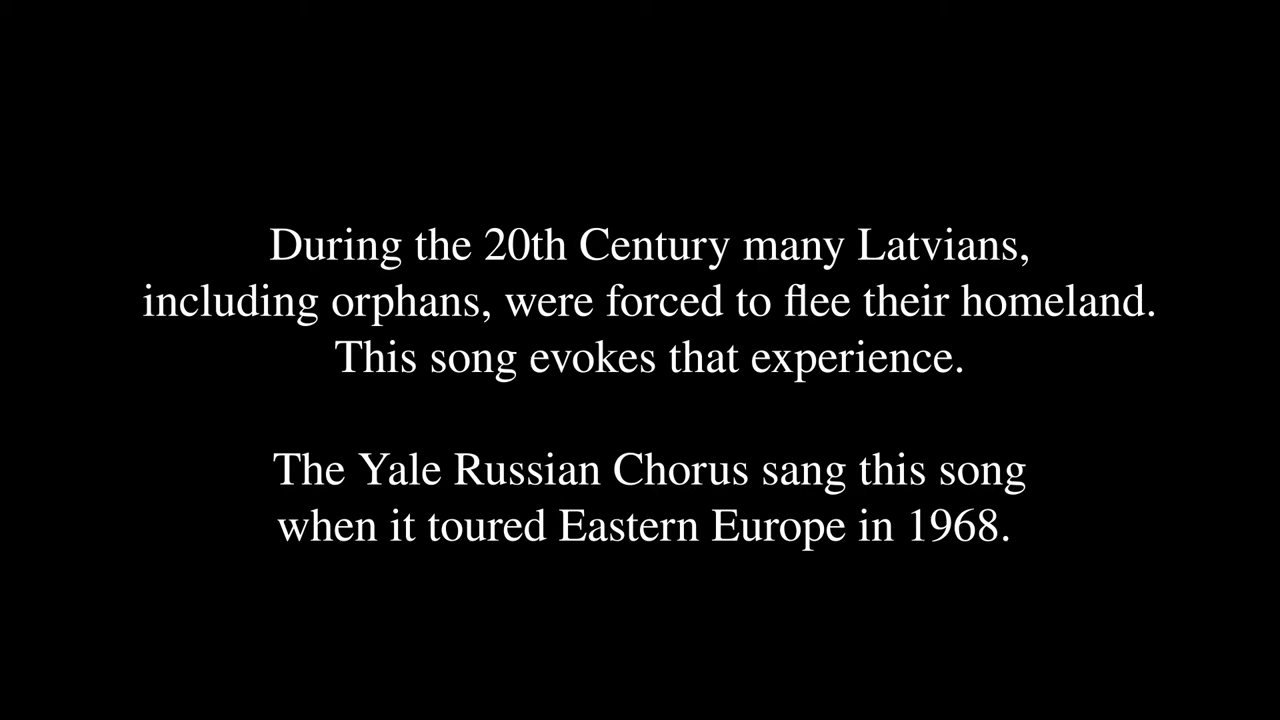 During the 20th Century many Latvians,
including orphans, were forced to flee their homeland.
This song evokes that experience.
The Yale Russian Chorus sang this song
when it toured Eastern Europe in 1968.